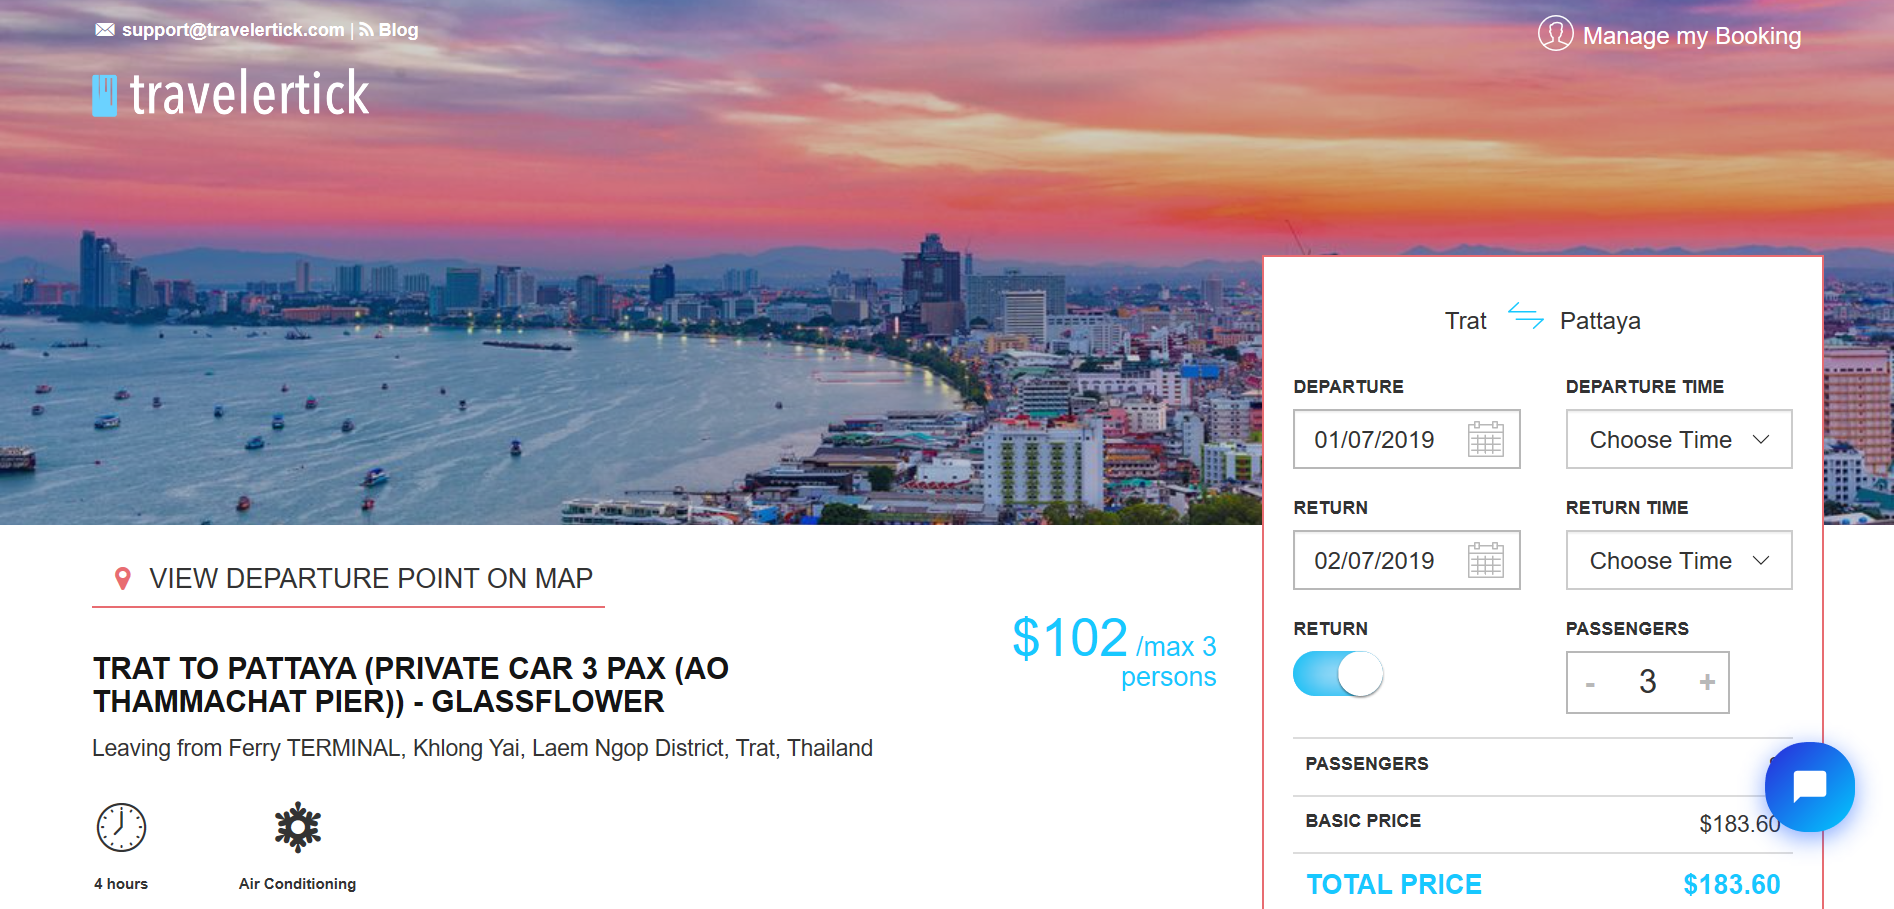 support@travelertick.com | Blog
Manage my Booking
travelertick
Trat Pattaya
DEPARTURE DEPARTURE TIME
01/07/2019 Choose Time
RETURN RETURN TIME
02/07/2019 Choose Time
RETURN PASSENGERS
- 3 +
VIEW DEPARTURE POINT ON MAP
$102 /max 3
persons
TRAT TO PATTAYA (PRIVATE CAR 3 PAX (AO
THAMMACHAT PIER)) - GLASSFLOWER
Leaving from Ferry TERMINAL, Khlong Yai, Laem Ngop District, Trat, Thailand
4 hours Air Conditioning
PASSENGERS
BASIC PRICE $183.60
TOTAL PRICE $183.60